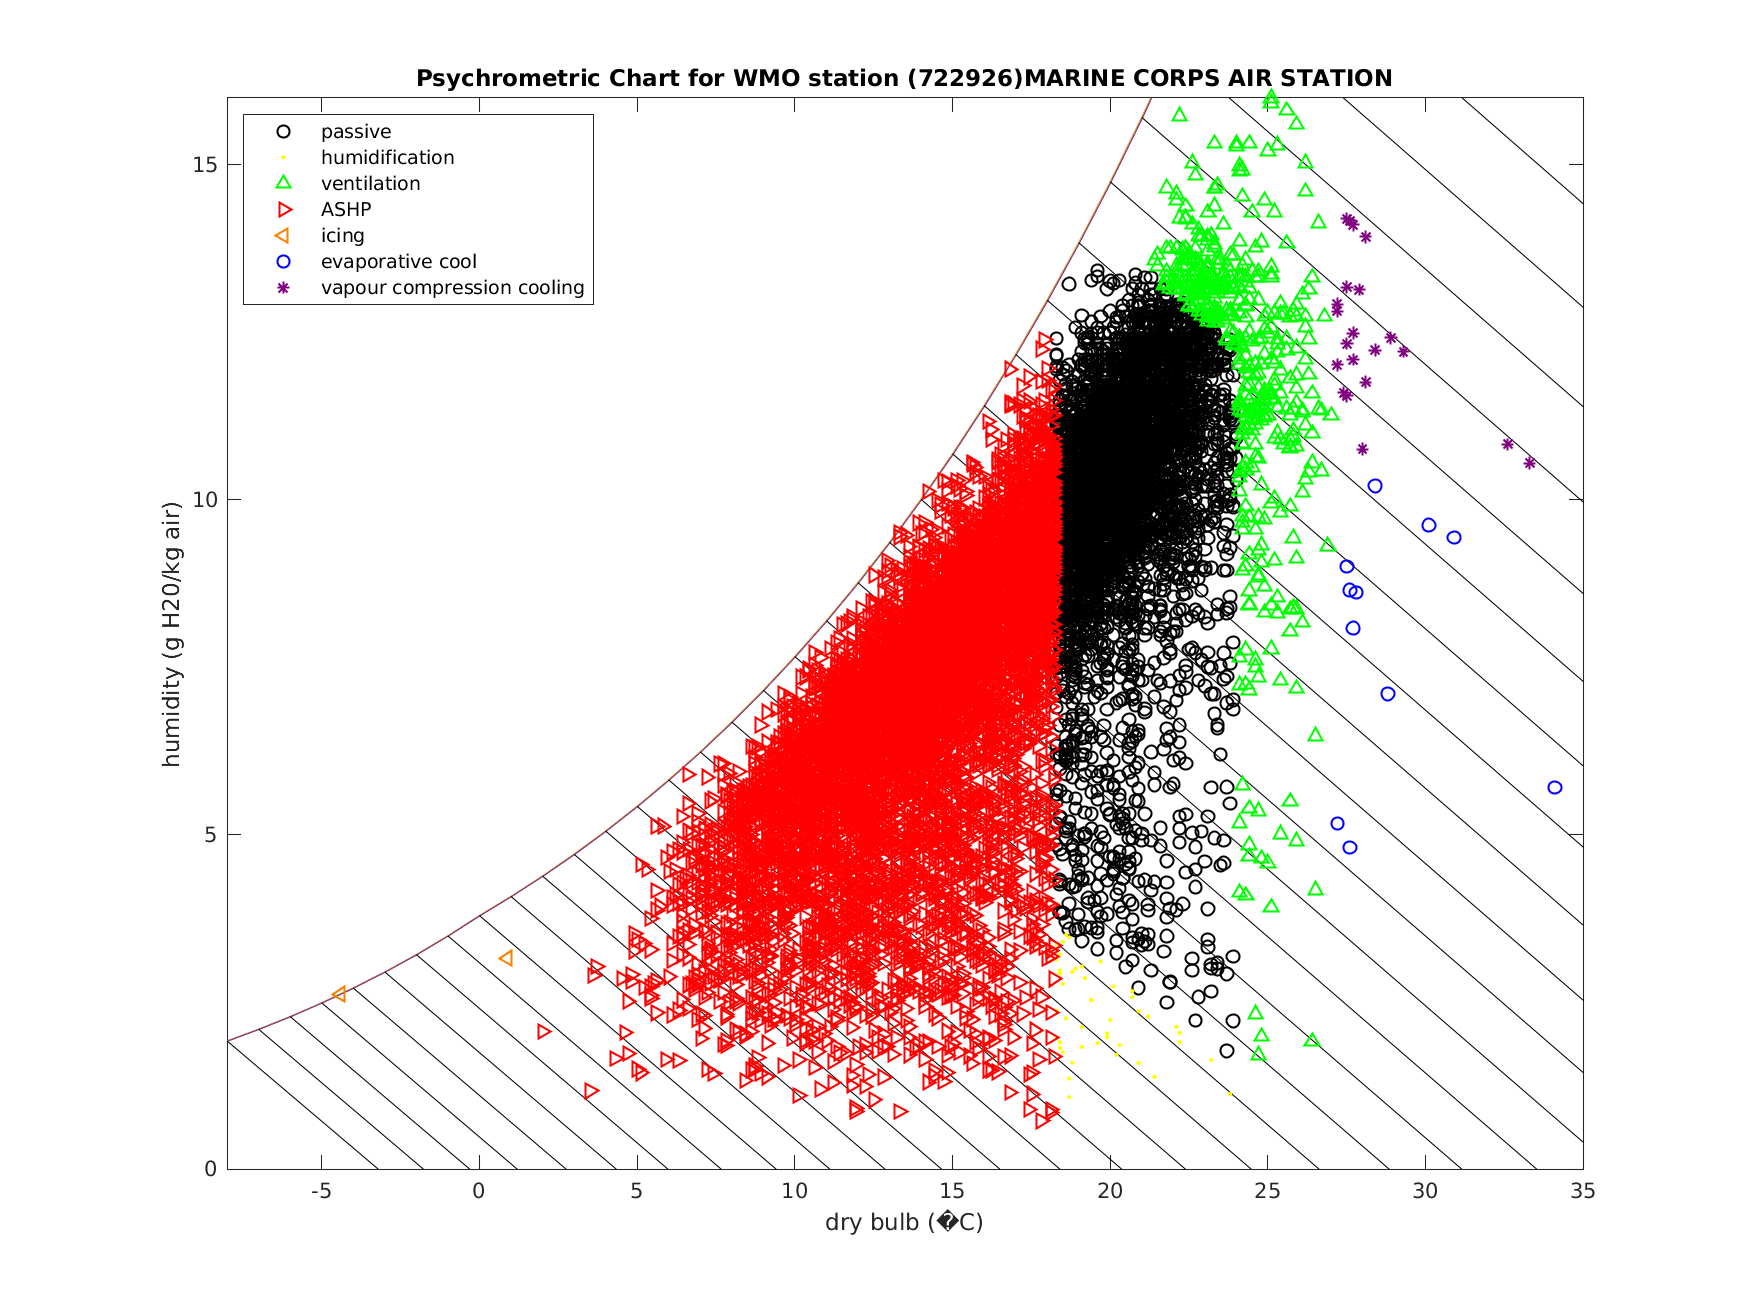 Psychrometric Chart for WMO station (722926)MARINE CORPS AIR STATION
passive
humidification
ventilation
ASHP
icing
evaporative cool
vapour compression cooling
15
10
5
0
humidity (g H20/kg air)
-5 0 5 10 15 20 25 30 35
dry bulb (�C)